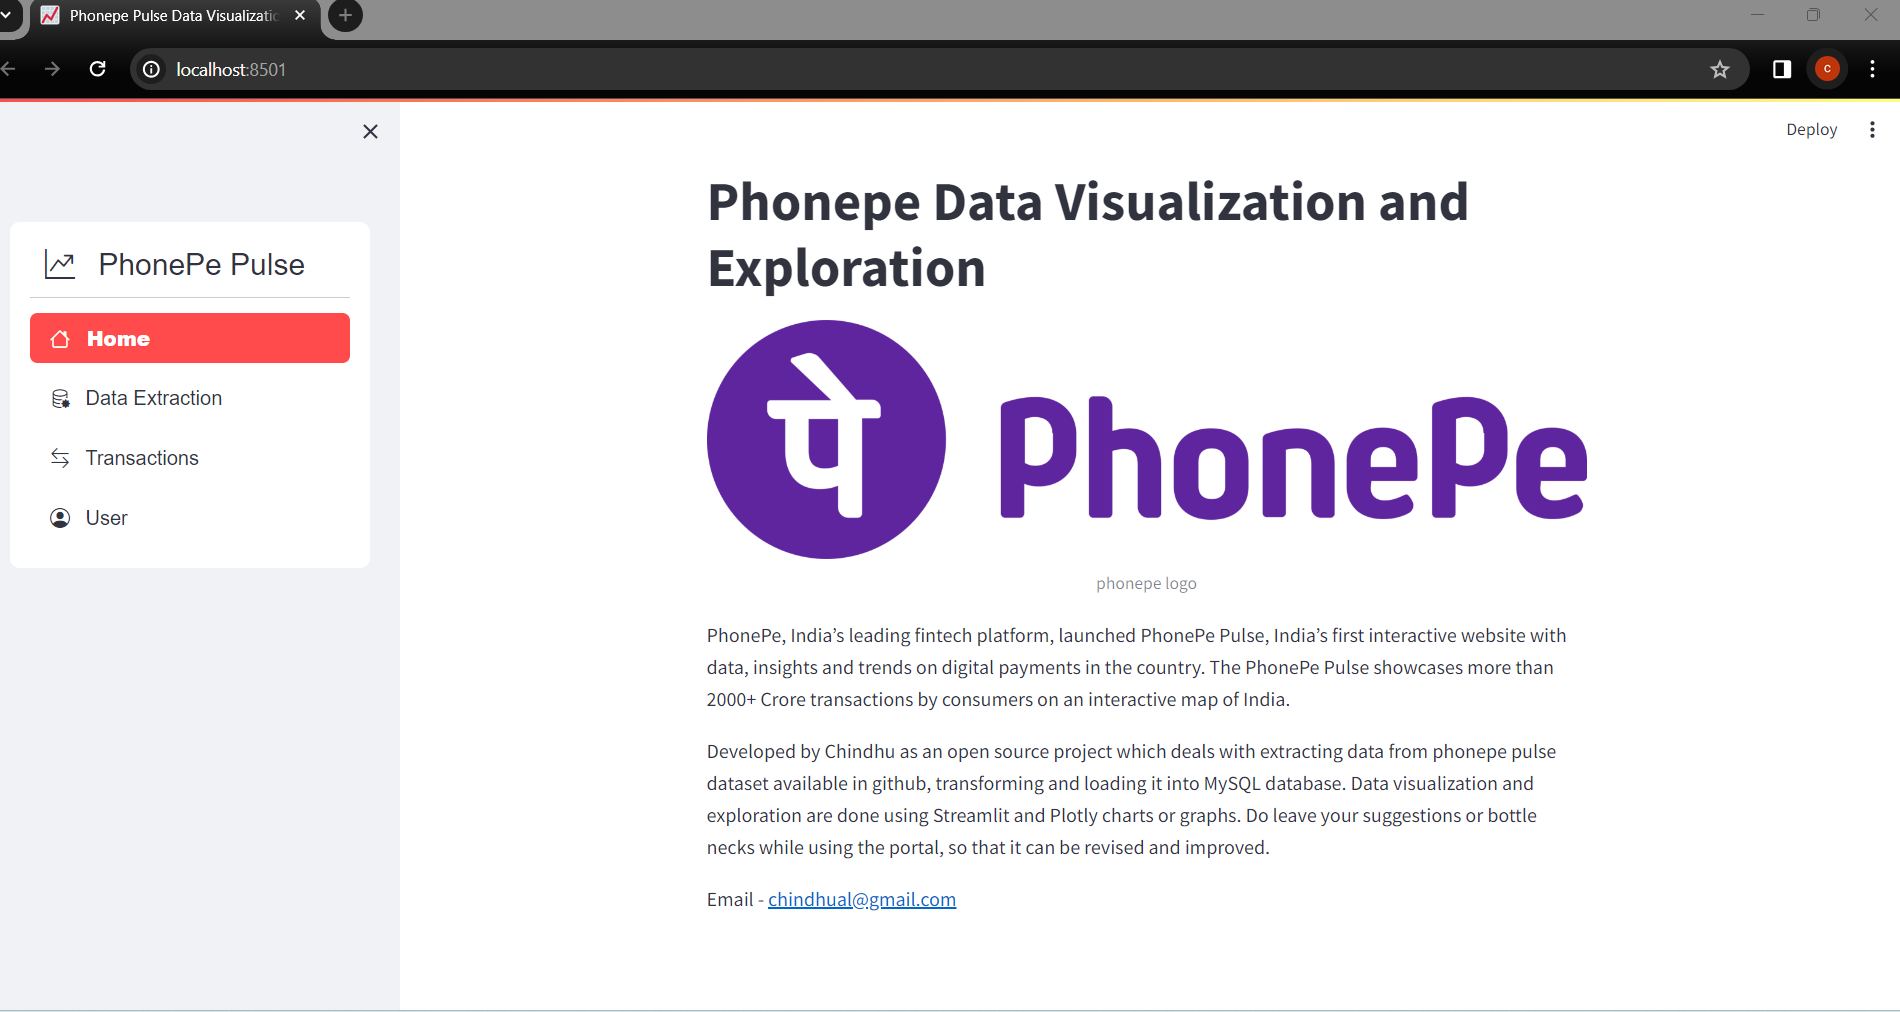 Phonepe Pulse Data Visualizatio
localhost:8501
C
Deploy
PhonePe Pulse
Home
Data Extraction
Transactions
User
Phonepe Data Visualization and
Exploration
पे PhonePe
phonepe logo
PhonePe, India’s leading fintech platform, launched PhonePe Pulse, India’s first interactive website with
data, insights and trends on digital payments in the country. The PhonePe Pulse showcases more than
2000+ Crore transactions by consumers on an interactive map of India.
Developed by Chindhu as an open source project which deals with extracting data from phonepe pulse
dataset available in github, transforming and loading it into MySQL database. Data visualization and
exploration are done using Streamlit and Plotly charts or graphs. Do leave your suggestions or bottle
necks while using the portal, so that it can be revised and improved.
Email - chindhual@gmail.com